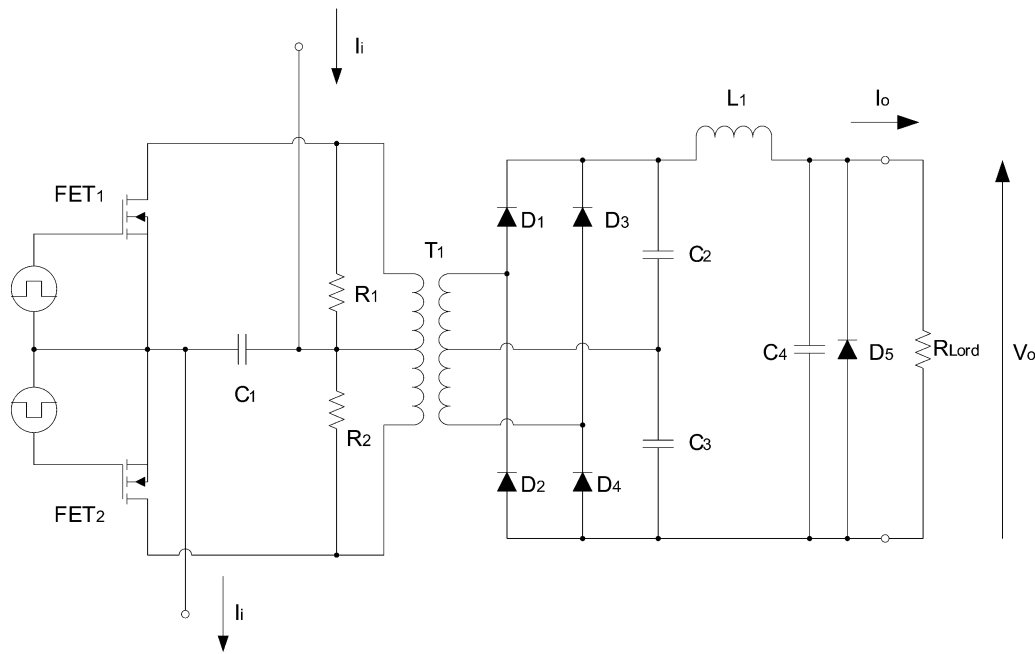 Ii
L1
Io
FET1
D1
D3
T1
C2
R1
C4
D5
RLord
Vo
C1
R2
C3
D2
D4
FET2
Ii